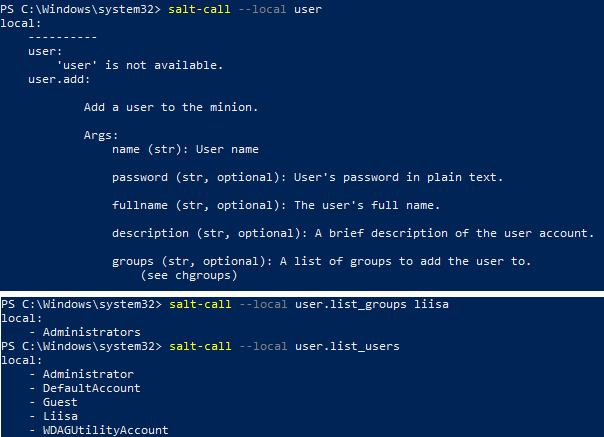 PS C:\Windows\system32> salt-call --local user
local:
    ----------
    user:
        'user' is not available.
    user.add:
            Add a user to the minion.
            Args:
                name (str): User name
                password (str, optional): User's password in plain text.
                fullname (str, optional): The user's full name.
                description (str, optional): A brief description of the user account.
                groups (str, optional): A list of groups to add the user to.
                    (see chgroups)
PS C:\Windows\system32> salt-call --local user.list_groups liisa
local:
    - Administrators
PS C:\Windows\system32> salt-call --local user.list_users
local:
    - Administrator
    - DefaultAccount
    - Guest
    - Liisa
    - WDAGUtilityAccount